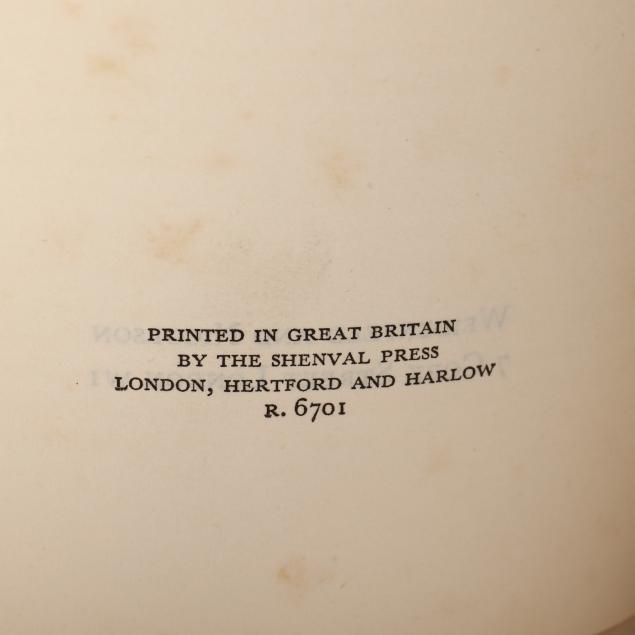 PRINTED IN GREAT BRITAIN
BY THE SHENVAL PRESS
LONDON, HERTFORD AND HARLOW
R. 6701